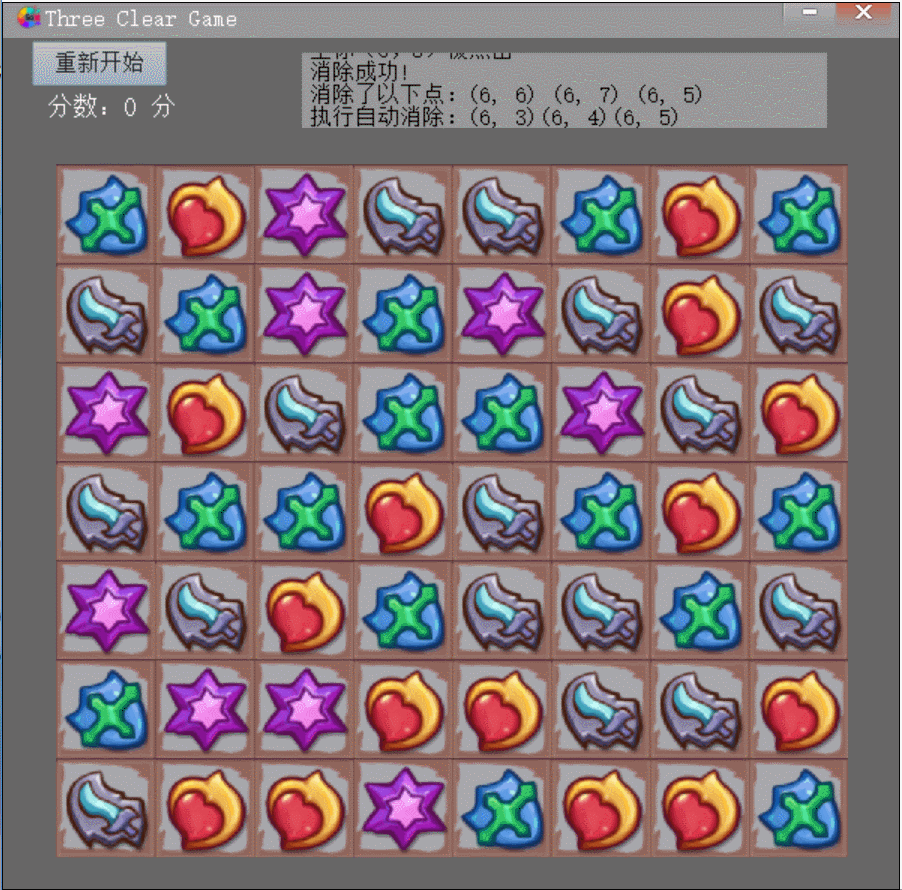 Three Clear Game
重新开始
分数：0 分
消除成功!
消除了以下点：(6, 6) (6, 7) (6, 5)
执行自动消除：(6, 3)(6, 4)(6, 5)